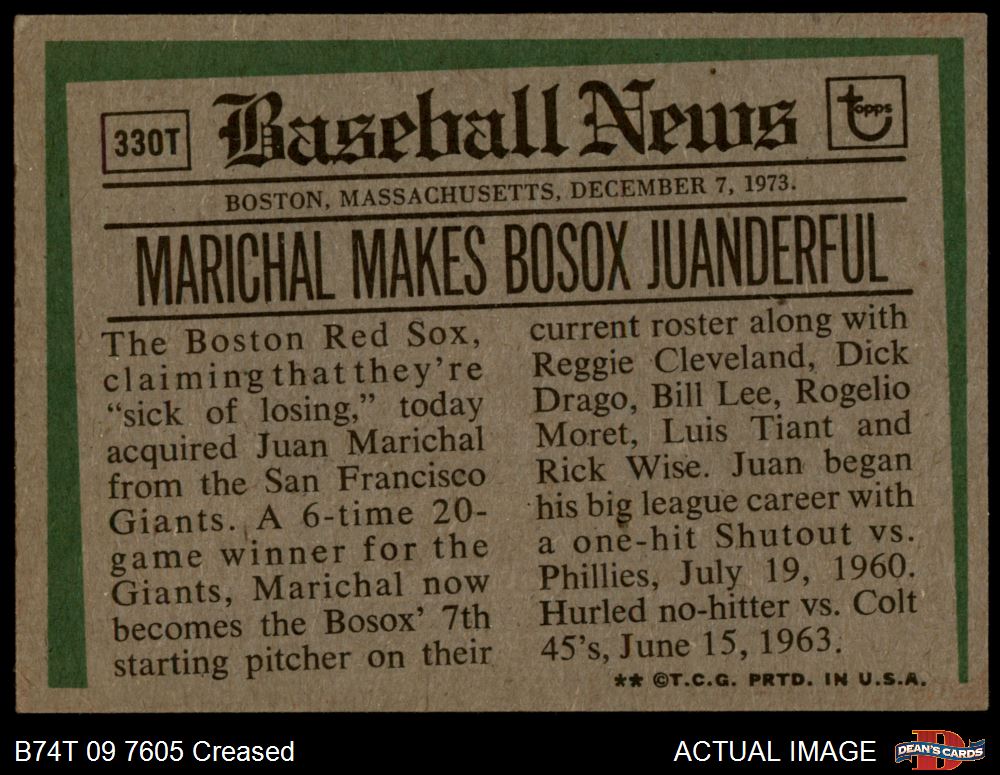 330T
Baseball News
topps
BOSTON, MASSACHUSETTS, DECEMBER 7, 1973.
MARICHAL MAKES BOSOX JUANDERFUL
The Boston Red Sox,
claiming that they're
"sick of losing," today
acquired Juan Marichal
from the San Francisco
Giants. A 6-time 20-
game winner for the
Giants, Marichal now
becomes the Bosox' 7th
starting pitcher on their
current roster along with
Reggie Cleveland, Dick
Drago, Bill Lee, Rogelio
Moret, Luis Tiant and
Rick Wise. Juan began
his big league career with
a one-hit Shutout vs.
Phillies, July 19, 1960.
Hurled no-hitter vs. Colt
45's, June 15, 1963.
** ©T.C.G. PRTD. IN U.S.A.
B74T 09 7605 Creased
ACTUAL IMAGE
D
DEAN'S CARDS